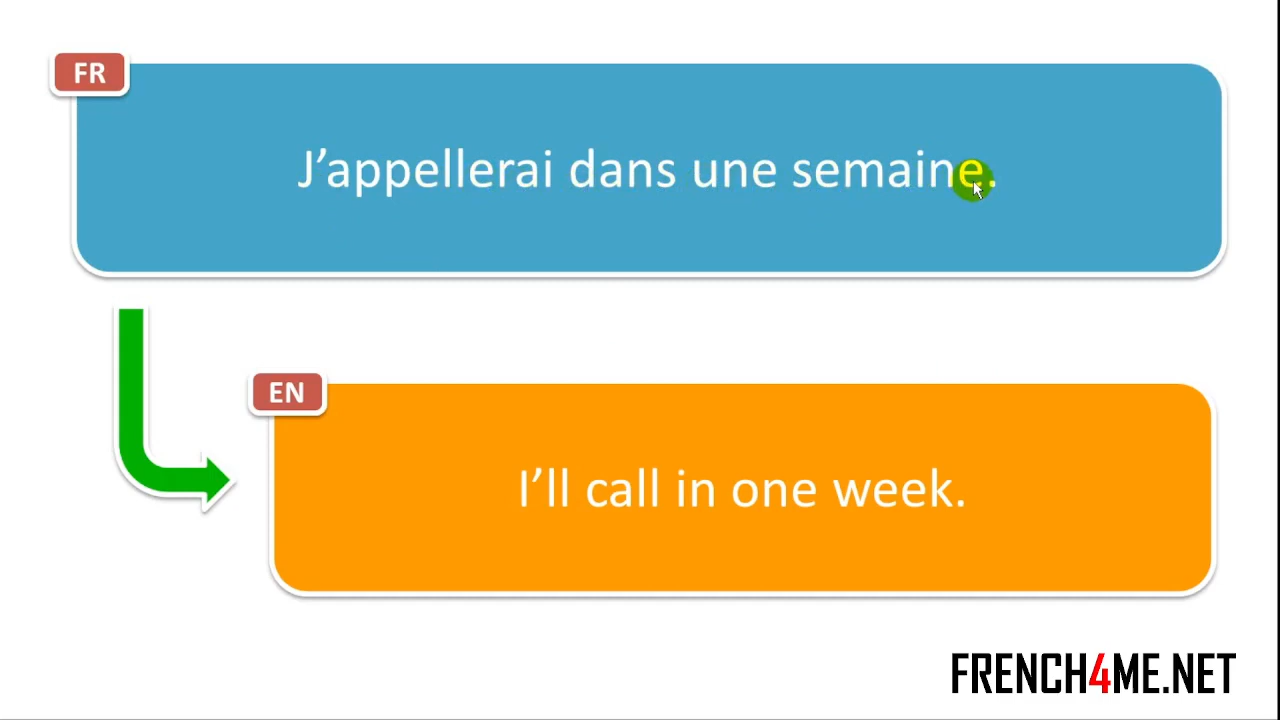 FR
J’appellerai dans une semaine.
EN
I’ll call in one week.
FRENCH4ME.NET